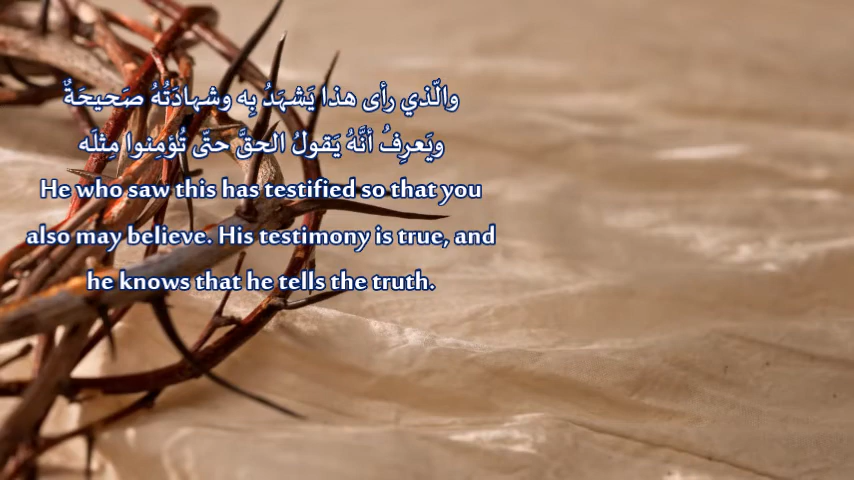 والّذي رأى هذا يَشهَدُ بِه وشهادَتُهُ صَحيحَةٌ
ويَعرِفُ أنَّهُ يَقولُ الحقَّ حتّى تُؤمِنوا مِثلَه
He who saw this has testified so that you
also may believe. His testimony is true, and
he knows that he tells the truth.